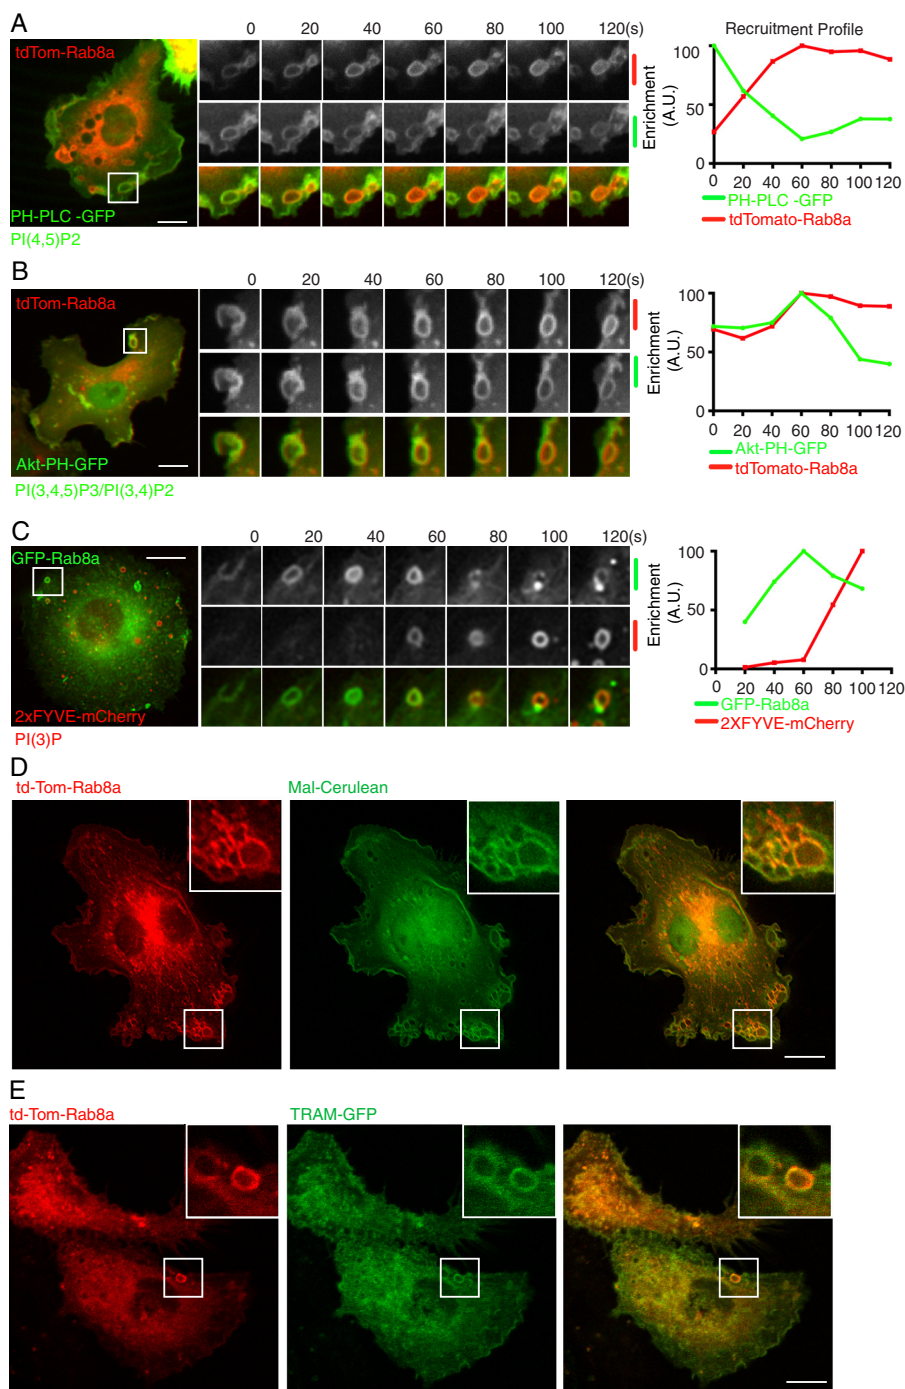 A
0 20 40 60 80 100 120(s)
Recruitment Profile
tdTom-Rab8a
PH-PLC -GFP
PI(4,5)P2
Enrichment
(A.U.)
100
50
0
0 20 40 60 80 100 120
PH-PLC -GFP
tdTomato-Rab8a
B
0 20 40 60 80 100 120(s)
tdTom-Rab8a
Akt-PH-GFP
PI(3,4,5)P3/PI(3,4)P2
Enrichment
(A.U.)
100
50
0
0 20 40 60 80 100 120
Akt-PH-GFP
tdTomato-Rab8a
C
0 20 40 60 80 100 120(s)
GFP-Rab8a
2xFYVE-mCherry
PI(3)P
Enrichment
(A.U.)
100
50
0
0 20 40 60 80 100 120
GFP-Rab8a
2XFYVE-mCherry
D
td-Tom-Rab8a Mal-Cerulean
E
td-Tom-Rab8a TRAM-GFP